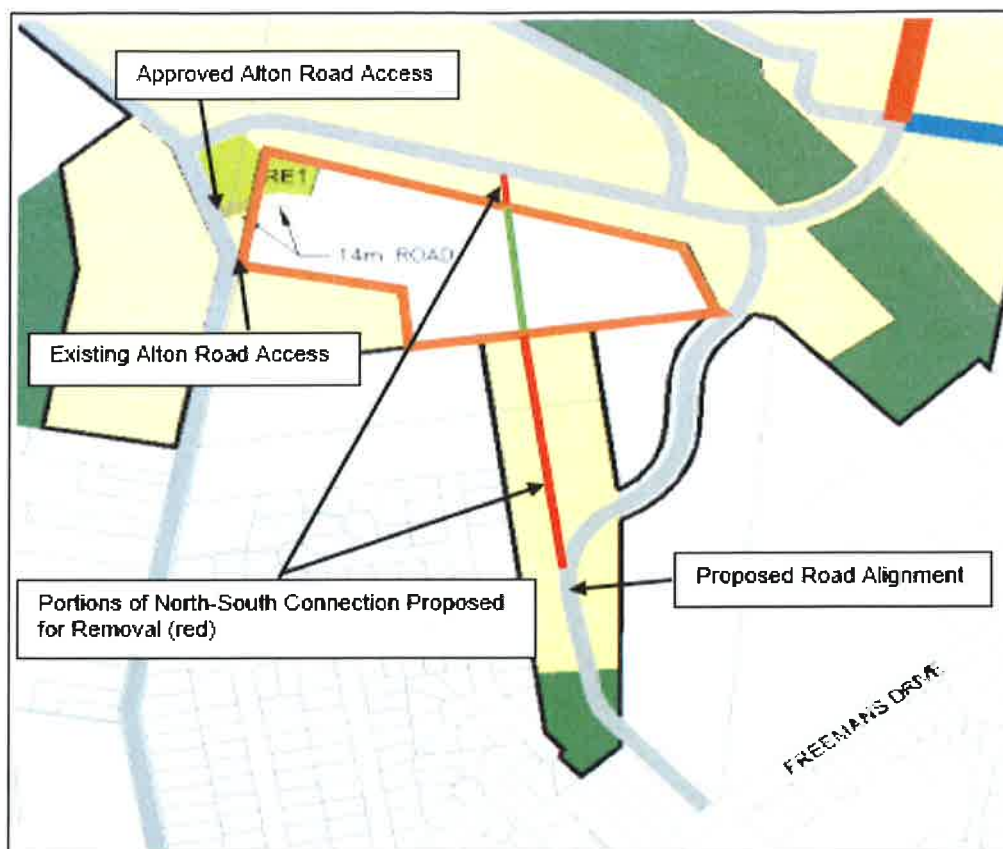 Approved Alton Road Access
RE1
14m ROAD
Existing Alton Road Access
Portions of North-South Connection Proposed
for Removal (red)
Proposed Road Alignment
FREEMANS DRIVE